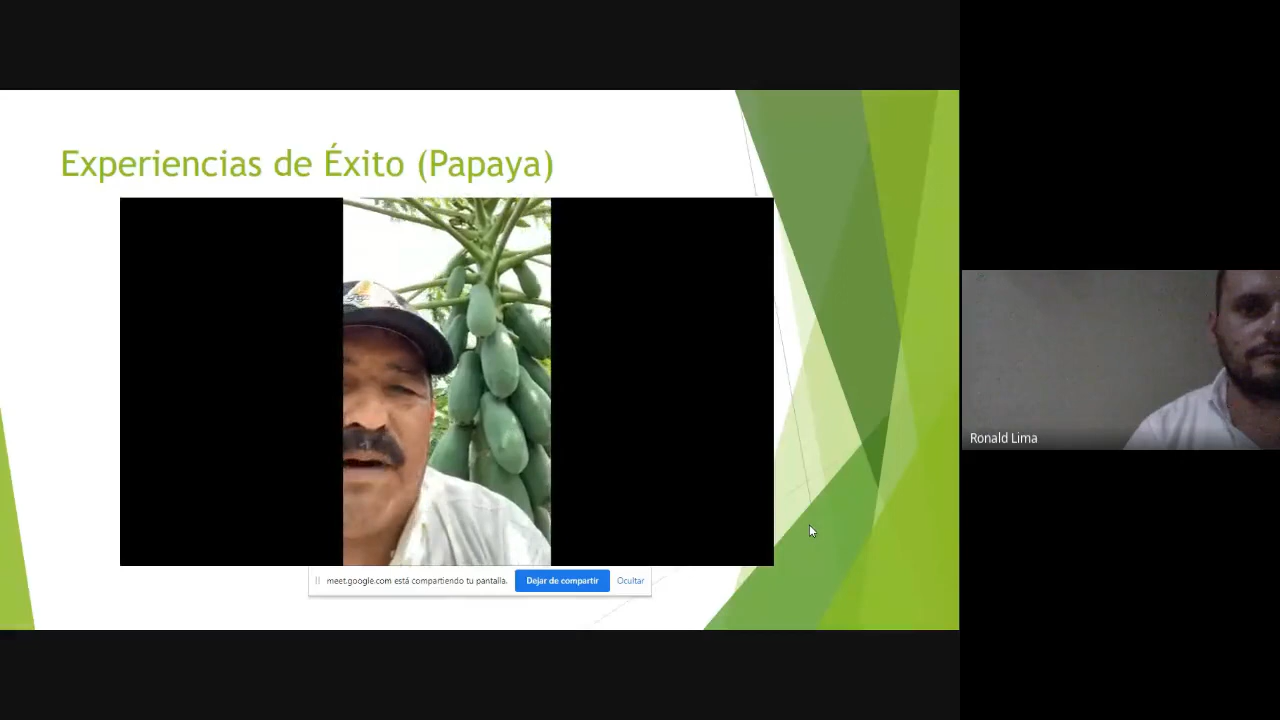 Experiencias de Éxito (Papaya)
Ronald Lima
meet.google.com está compartiendo tu pantalla.
Dejar de compartir
Ocultar